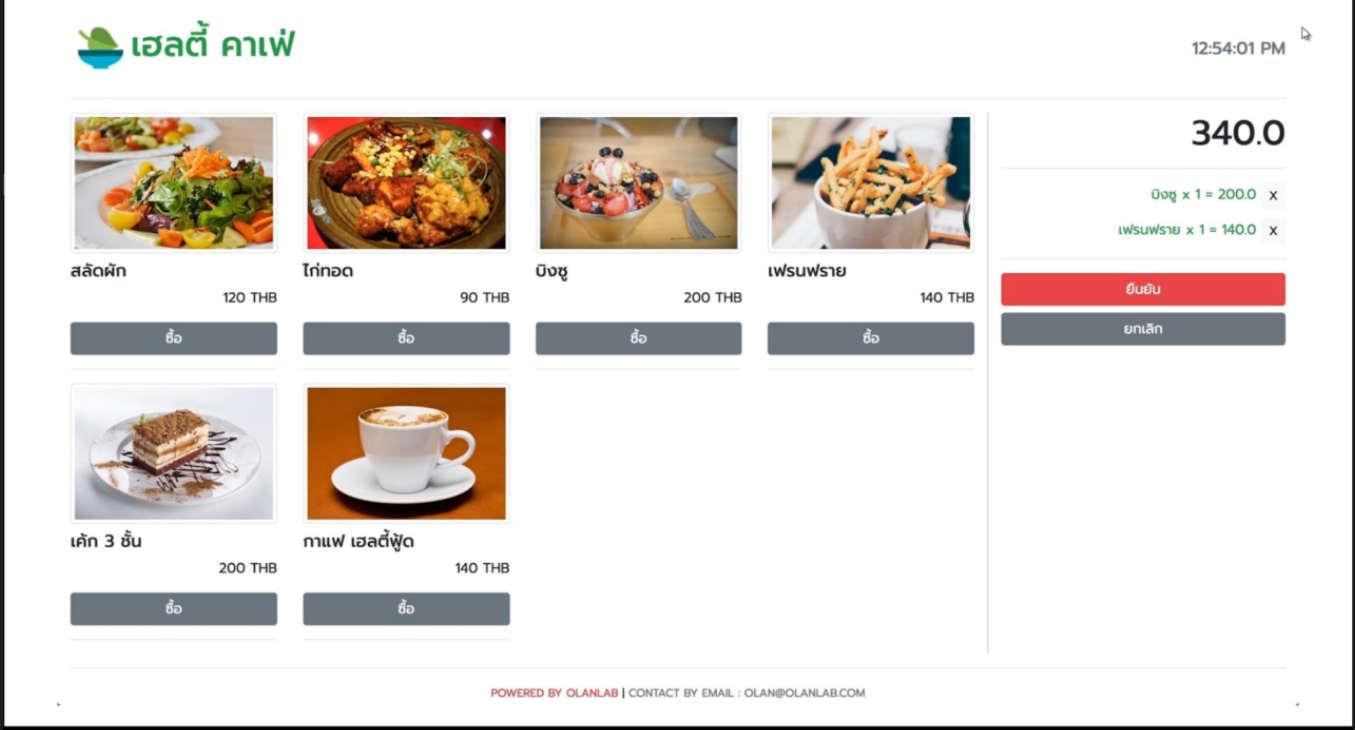 เฮลตี้ คาเฟ่
12:54:01 PM
สลัดผัก
120 THB
ซื้อ
ไก่ทอด
90 THB
ซื้อ
บิงซู
200 THB
ซื้อ
เฟรนฟราย
140 THB
ซื้อ
เค้ก 3 ชั้น
200 THB
ซื้อ
กาแฟ เฮลตี้ฟู้ด
140 THB
ซื้อ
340.0
บิงซู x 1 = 200.0 x
เฟรนฟราย x 1 = 140.0 x
ยืนยัน
ยกเลิก
POWERED BY OLANLAB | CONTACT BY EMAIL : OLAN@OLANLAB.COM